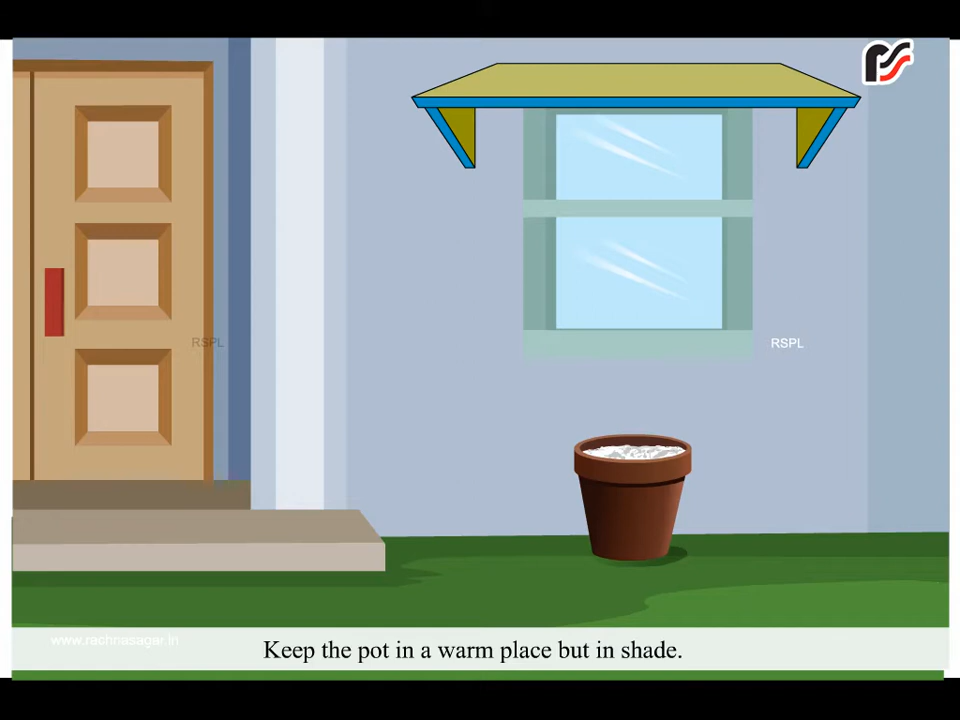 RSPL
RSPL
www.rachnasagar.in
Keep the pot in a warm place but in shade.